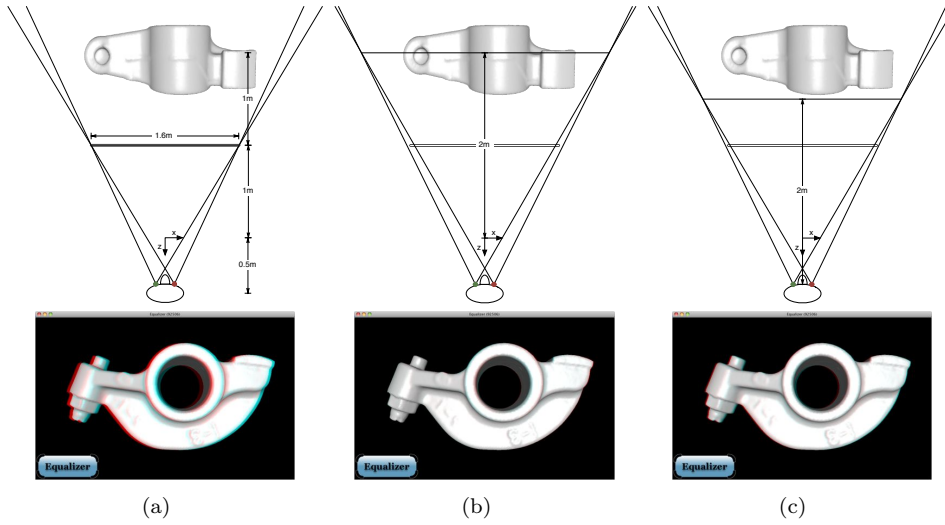 1m
1.6m
1m
x
z
0.5m
2m
x
z
2m
x
z
Equalizer
Equalizer
Equalizer
(a)
(b)
(c)